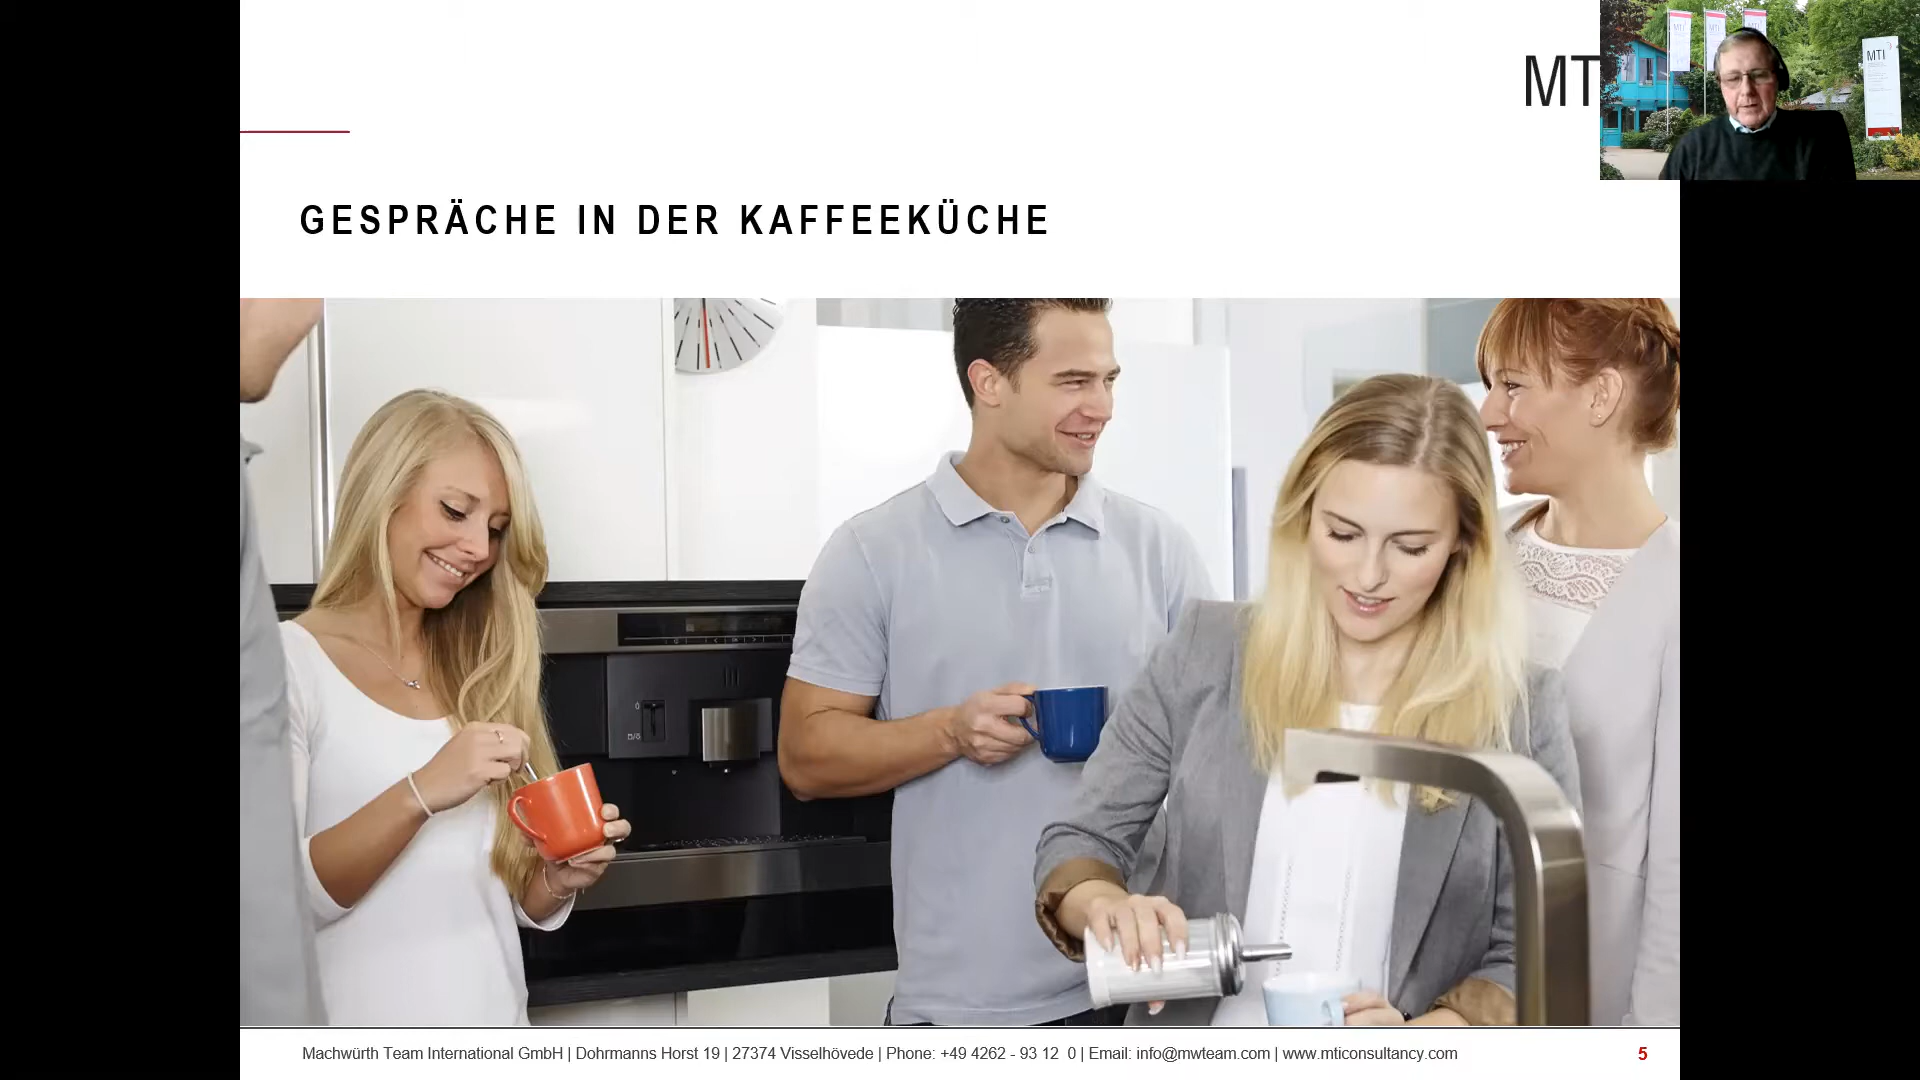 MT
MTI
GESPRÄCHE IN DER KAFFEEKÜCHE
Machwürth Team International GmbH | Dohrmanns Horst 19 | 27374 Visselhövede | Phone: +49 4262 - 93 12 0 | Email: info@mwteam.com | www.mticonsultancy.com
5